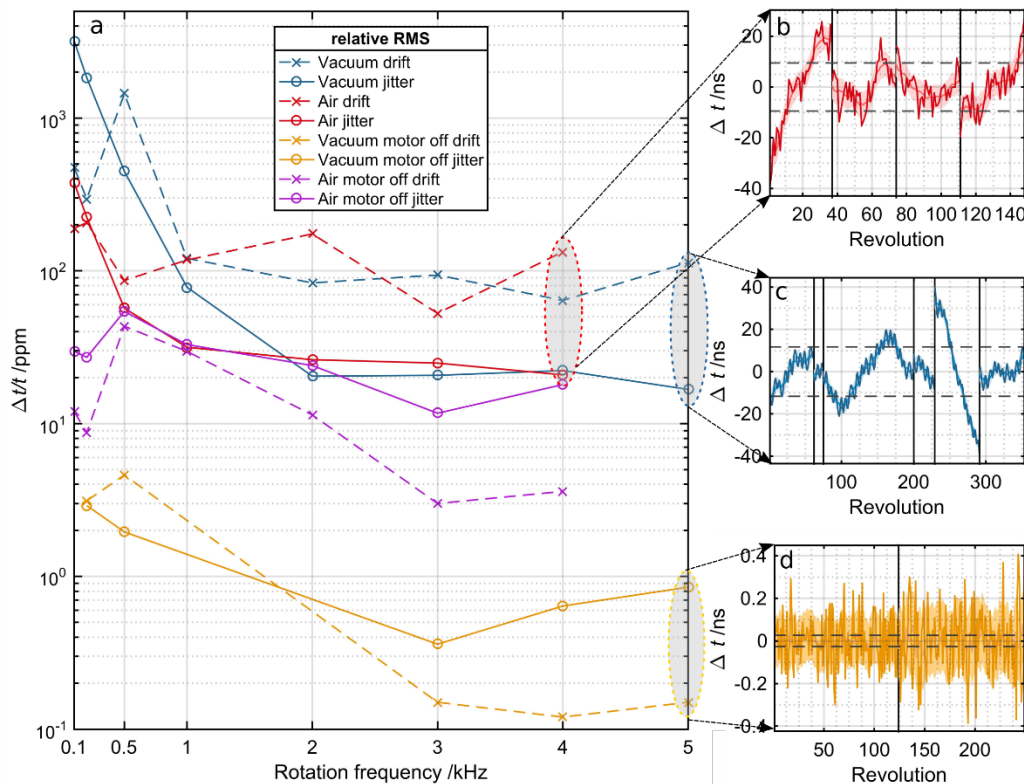 a
relative RMS
Vacuum drift
Vacuum jitter
Air drift
Air jitter
Vacuum motor off drift
Vacuum motor off jitter
Air motor off drift
Air motor off jitter
10³
10²
10¹
10⁰
10⁻¹
Δt/t /ppm
0.1 0.5 1 2 3 4 5
Rotation frequency /kHz
b
20
0
-20
-40
Δ t /ns
20 40 60 80 100 120 140
Revolution
c
40
20
0
-20
-40
Δ t /ns
100 200 300
Revolution
d
0.4
0.2
0
-0.2
-0.4
Δ t /ns
50 100 150 200
Revolution